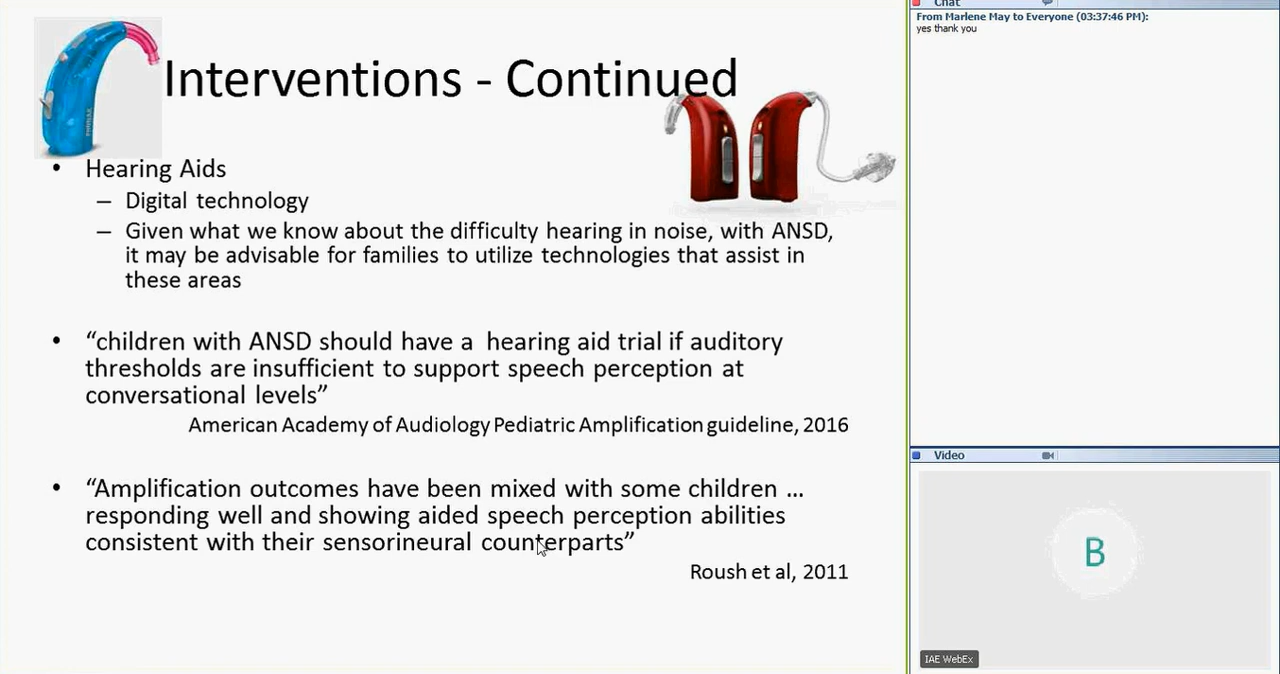 Interventions - Continued
• Hearing Aids
– Digital technology
– Given what we know about the difficulty hearing in noise, with ANSD,
it may be advisable for families to utilize technologies that assist in
these areas
• “children with ANSD should have a hearing aid trial if auditory
thresholds are insufficient to support speech perception at
conversational levels”
American Academy of Audiology Pediatric Amplification guideline, 2016
• “Amplification outcomes have been mixed with some children ...
responding well and showing aided speech perception abilities
consistent with their sensorineural counterparts”
Roush et al, 2011
Chat
From Marlene May to Everyone (03:37:46 PM):
yes thank you
Video
B
IAE WebEx